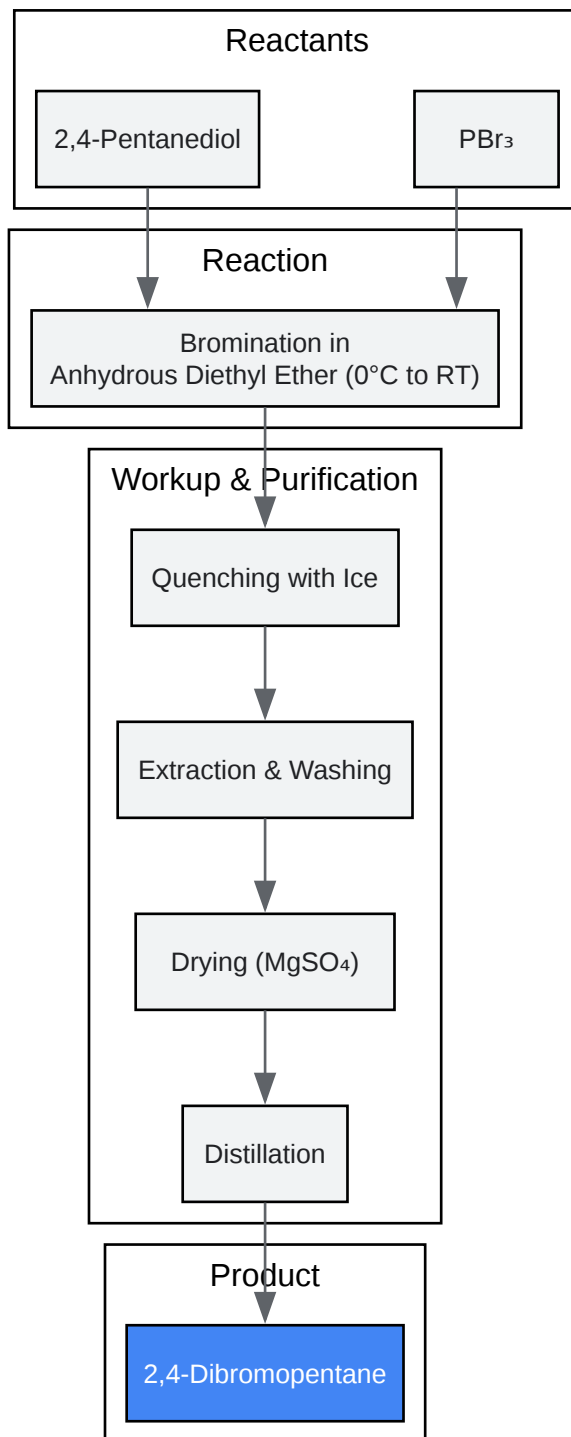 Reactants
2,4-Pentanediol
PBr₃
Reaction
Bromination in
Anhydrous Diethyl Ether (0°C to RT)
Workup & Purification
Quenching with Ice
Extraction & Washing
Drying (MgSO₄)
Distillation
Product
2,4-Dibromopentane